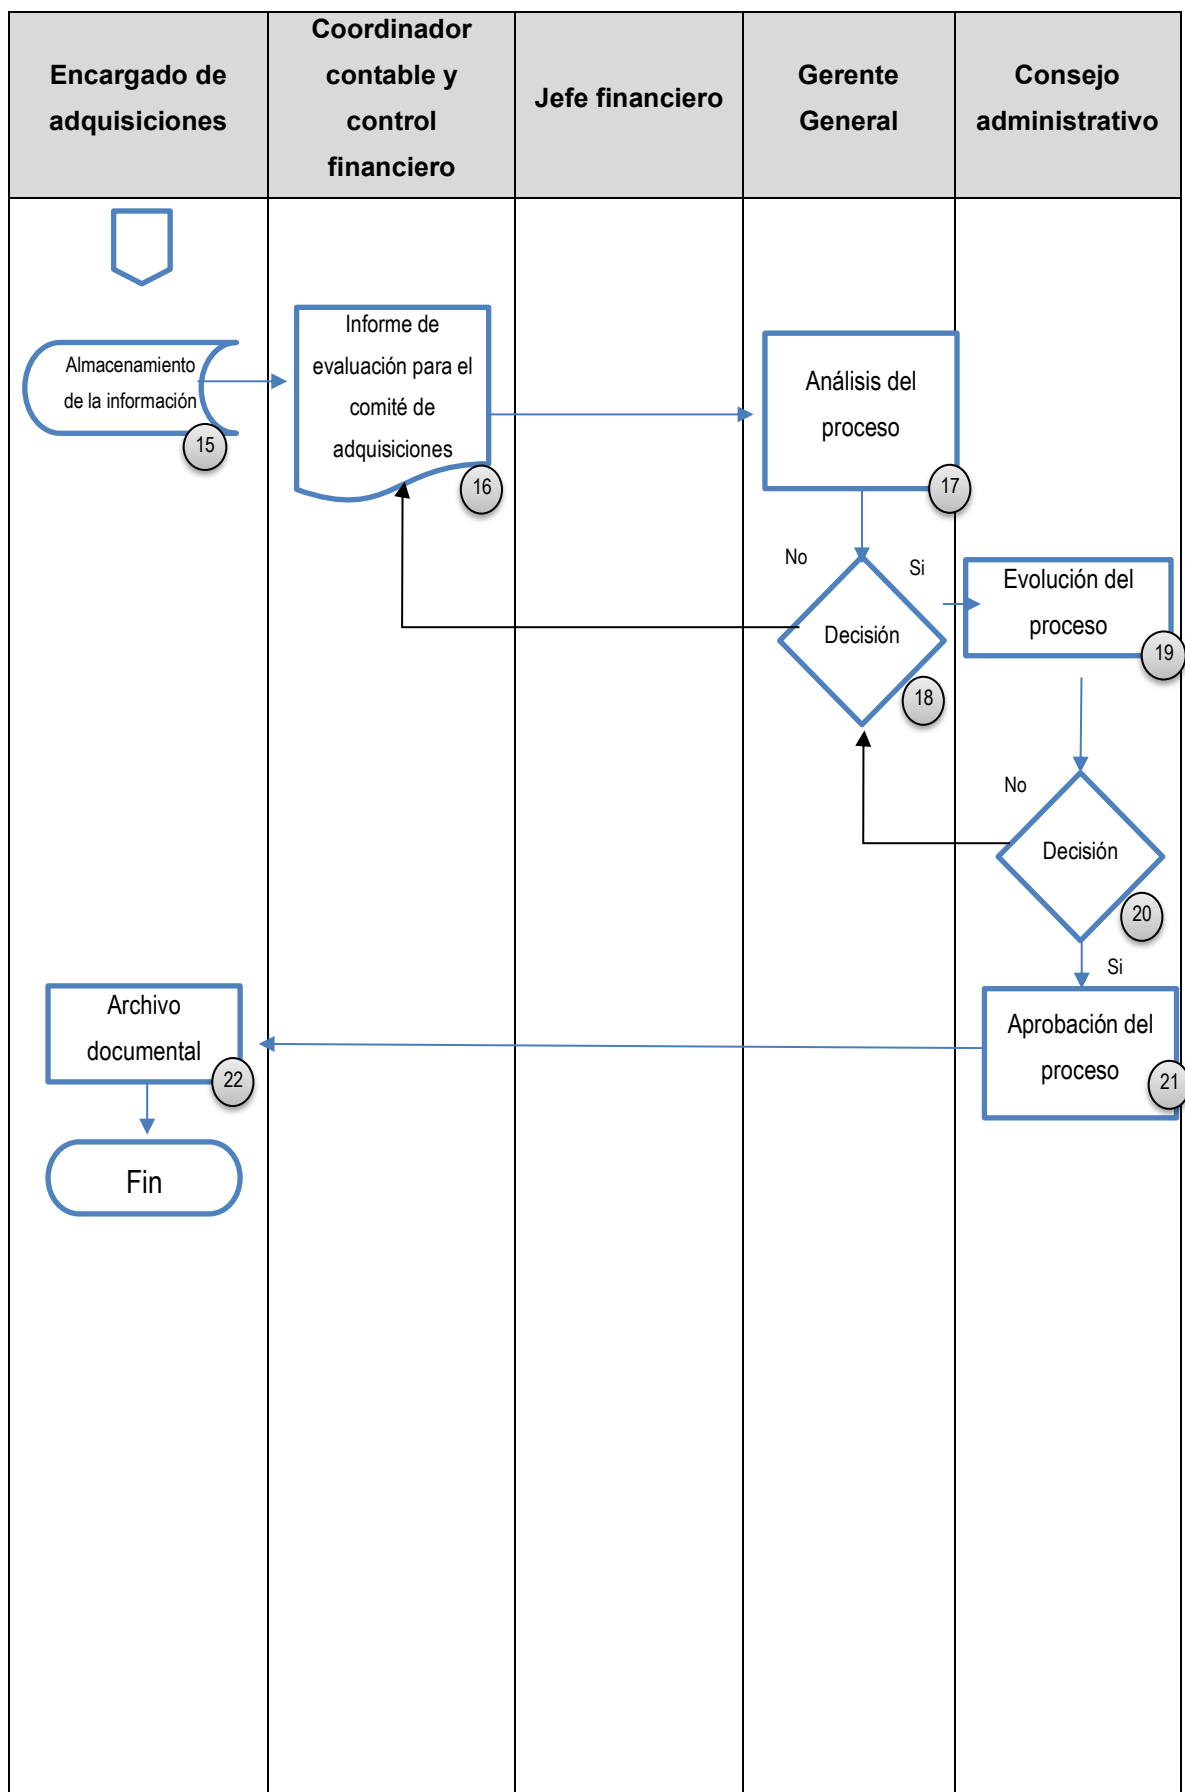 Encargado de
adquisiciones
Coordinador
contable y
control
financiero
Jefe financiero
Gerente
General
Consejo
administrativo
Almacenamiento
de la información
15
Informe de
evaluación para el
comité de
adquisiciones
16
Análisis del
proceso
17
No
Si
Decisión
18
Evolución del
proceso
19
No
Decisión
20
Si
Aprobación del
proceso
21
Archivo
documental
22
Fin